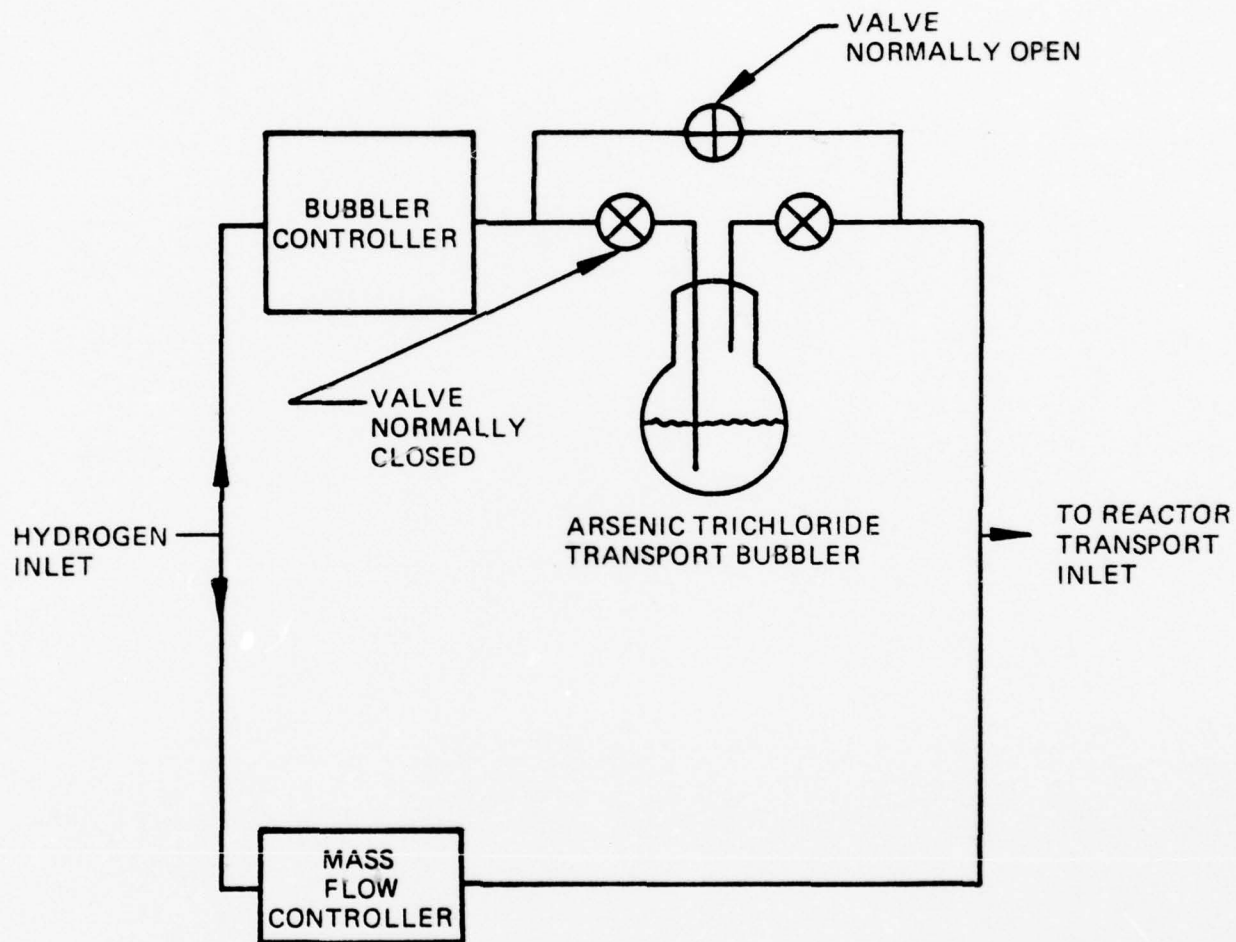 VALVE
NORMALLY OPEN
BUBBLER
CONTROLLER
VALVE
NORMALLY
CLOSED
HYDROGEN
INLET
ARSENIC TRICHLORIDE
TRANSPORT BUBBLER
TO REACTOR
TRANSPORT
INLET
MASS
FLOW
CONTROLLER